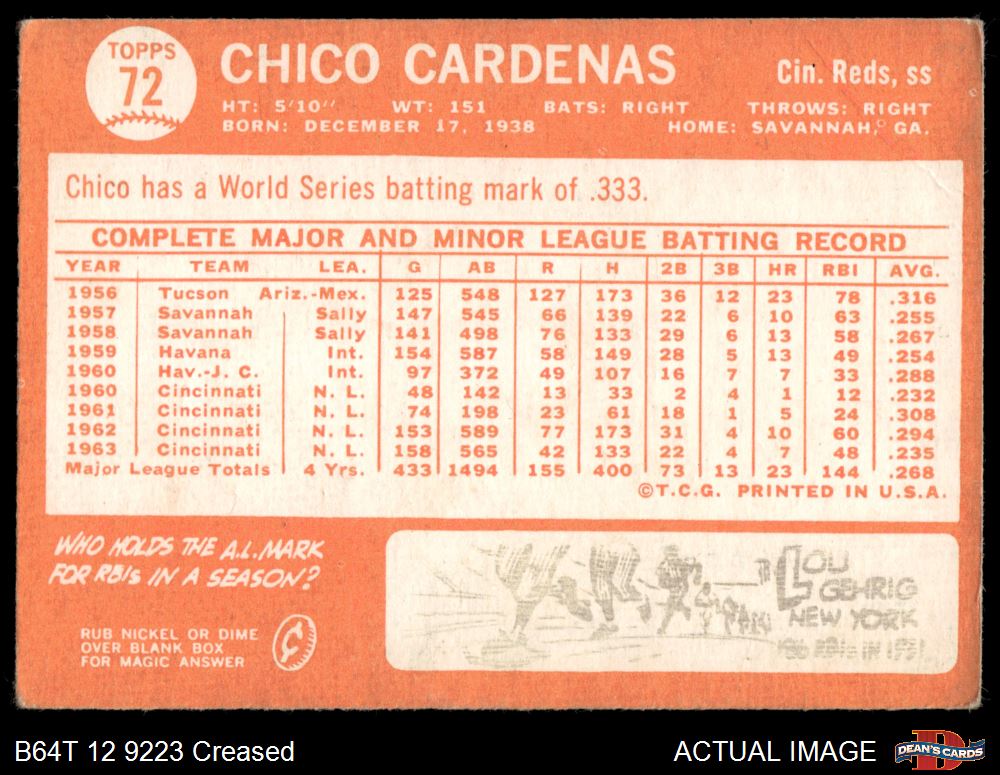 TOPPS
72
CHICO CARDENAS
Cin. Reds, ss
HT: 5'10" WT: 151 BATS: RIGHT THROWS: RIGHT
BORN: DECEMBER 17, 1938 HOME: SAVANNAH, GA.
Chico has a World Series batting mark of .333.
COMPLETE MAJOR AND MINOR LEAGUE BATTING RECORD
YEAR TEAM LEA. G AB R H 2B 3B HR RBI AVG.
1956 Tucson Ariz.-Mex. 125 548 127 173 36 12 23 78 .316
1957 Savannah Sally 147 545 66 139 22 6 10 63 .255
1958 Savannah Sally 141 498 76 133 29 6 13 58 .267
1959 Havana Int. 154 587 58 149 28 5 13 49 .254
1960 Hav.-J. C. Int. 97 372 49 107 16 7 7 33 .288
1960 Cincinnati N. L. 48 142 13 33 2 4 1 12 .232
1961 Cincinnati N. L. 74 198 23 61 18 1 5 24 .308
1962 Cincinnati N. L. 153 589 77 173 31 4 10 60 .294
1963 Cincinnati N. L. 158 565 42 133 22 4 7 48 .235
Major League Totals 4 Yrs. 433 1494 155 400 73 13 23 144 .268
©T.C.G. PRINTED IN U.S.A.
WHO HOLDS THE A.L. MARK
FOR RBIs IN A SEASON?
RUB NICKEL OR DIME
OVER BLANK BOX
FOR MAGIC ANSWER
¢
LOU
GEHRIG
NEW YORK
RBIs IN 1931
B64T 12 9223 Creased
ACTUAL IMAGE
D
DEAN'S CARDS